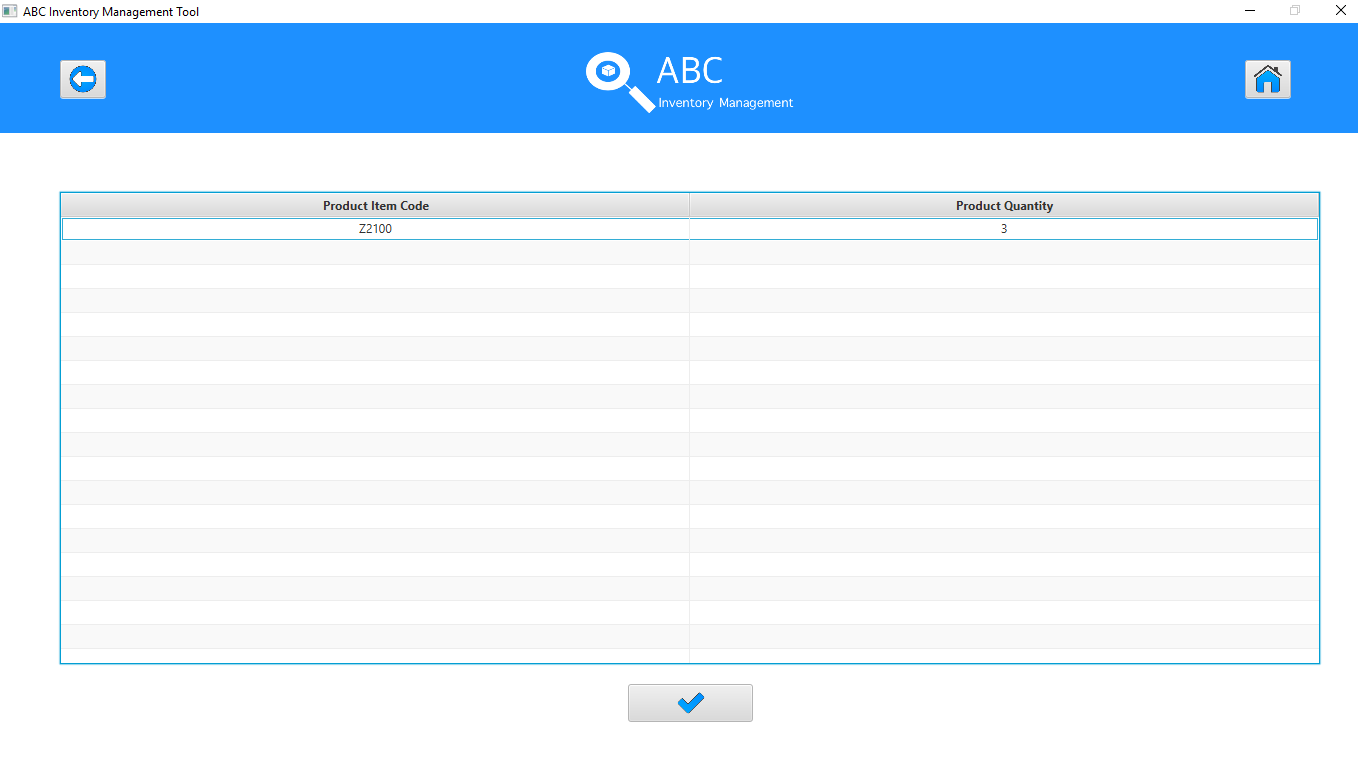 ABC Inventory Management Tool
ABC
Inventory Management
Product Item Code Product Quantity
Z2100 3